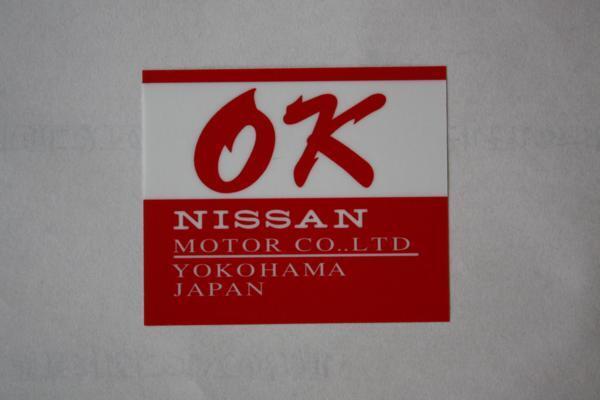 OK
NISSAN
MOTOR CO..LTD
YOKOHAMA
JAPAN